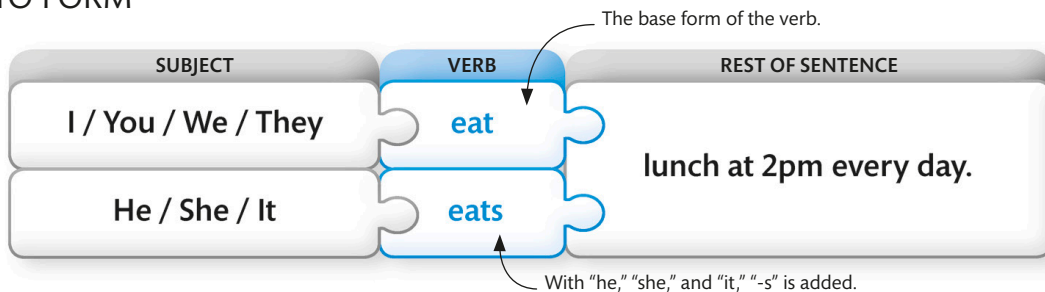 TO FORM
The base form of the verb.
SUBJECT VERB REST OF SENTENCE
I / You / We / They eat
lunch at 2pm every day.
He / She / It eats
With “he,” “she,” and “it,” “-s” is added.